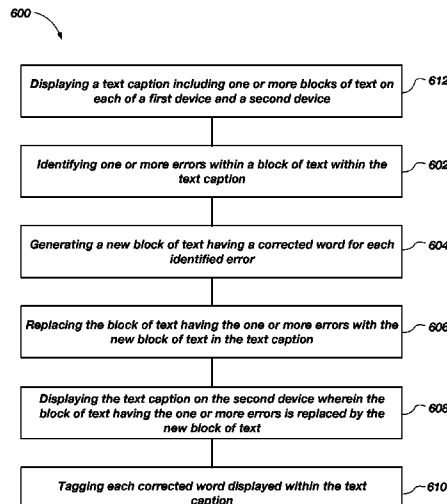 600
Displaying a text caption including one or more blocks of text on
each of a first device and a second device
612
Identifying one or more errors within a block of text within the
text caption
602
Generating a new block of text having a corrected word for each
identified error
604
Replacing the block of text having the one or more errors with the
new block of text in the text caption
606
Displaying the text caption on the second device wherein the
block of text having the one or more errors is replaced by the
new block of text
608
Tagging each corrected word displayed within the text
caption
610